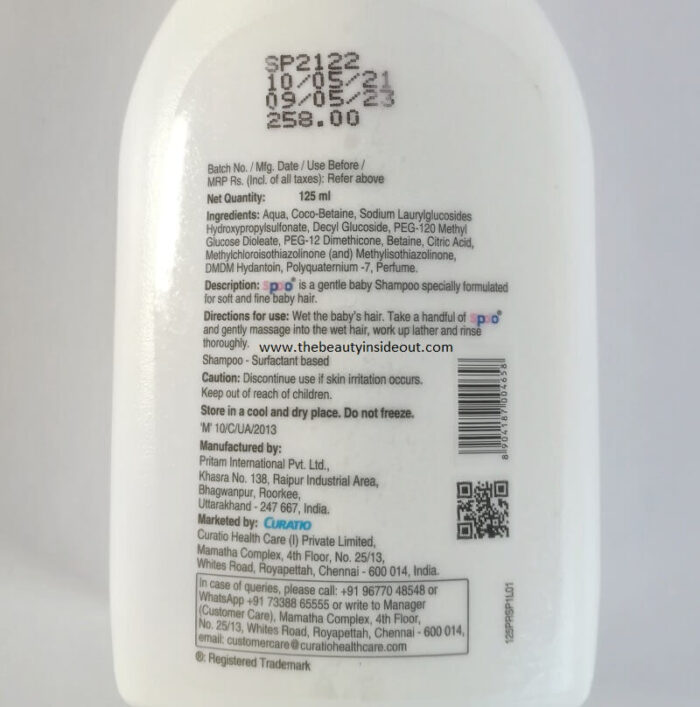 SP2122
10/05/21
09/05/23
258.00
Batch No. / Mfg. Date / Use Before /
MRP Rs. (Incl. of all taxes): Refer above
Net Quantity: 125 ml
Ingredients: Aqua, Coco-Betaine, Sodium Laurylglucosides
Hydroxypropylsulfonate, Decyl Glucoside, PEG-120 Methyl
Glucose Dioleate, PEG-12 Dimethicone, Betaine, Citric Acid,
Methylchloroisothiazolinone (and) Methylisothiazolinone,
DMDM Hydantoin, Polyquaternium -7, Perfume.
Description: spoo® is a gentle baby Shampoo specially formulated
for soft and fine baby hair.
Directions for use: Wet the baby's hair. Take a handful of spoo®
and gently massage into the wet hair, work up lather and rinse
thoroughly.
www.thebeautyinsideout.com
Shampoo - Surfactant based
Caution: Discontinue use if skin irritation occurs.
Keep out of reach of children.
Store in a cool and dry place. Do not freeze.
'M' 10/C/UA/2013
Manufactured by:
Pritam International Pvt. Ltd.,
Khasra No. 138, Raipur Industrial Area,
Bhagwanpur, Roorkee,
Uttarakhand - 247 667, India.
Marketed by: CURATIO
Curatio Health Care (I) Private Limited,
Mamatha Complex, 4th Floor, No. 25/13,
Whites Road, Royapettah, Chennai - 600 014, India.
In case of queries, please call: +91 96770 48548 or
WhatsApp +91 73388 65555 or write to Manager
(Customer Care), Mamatha Complex, 4th Floor,
No. 25/13, Whites Road, Royapettah, Chennai - 600 014,
email: customercare@curatiohealthcare.com
®: Registered Trademark
8 904187 004658
125PRSP1L01